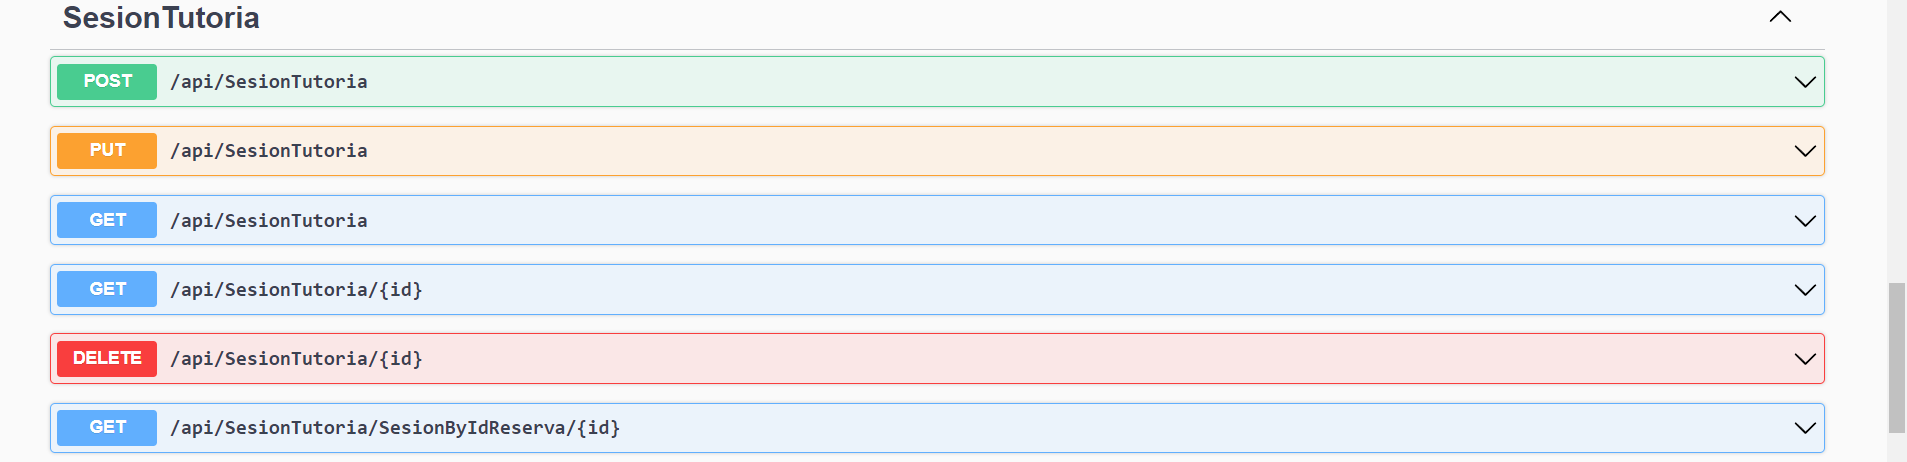 SesionTutoria
POST /api/SesionTutoria
PUT /api/SesionTutoria
GET /api/SesionTutoria
GET /api/SesionTutoria/{id}
DELETE /api/SesionTutoria/{id}
GET /api/SesionTutoria/SesionByIdReserva/{id}